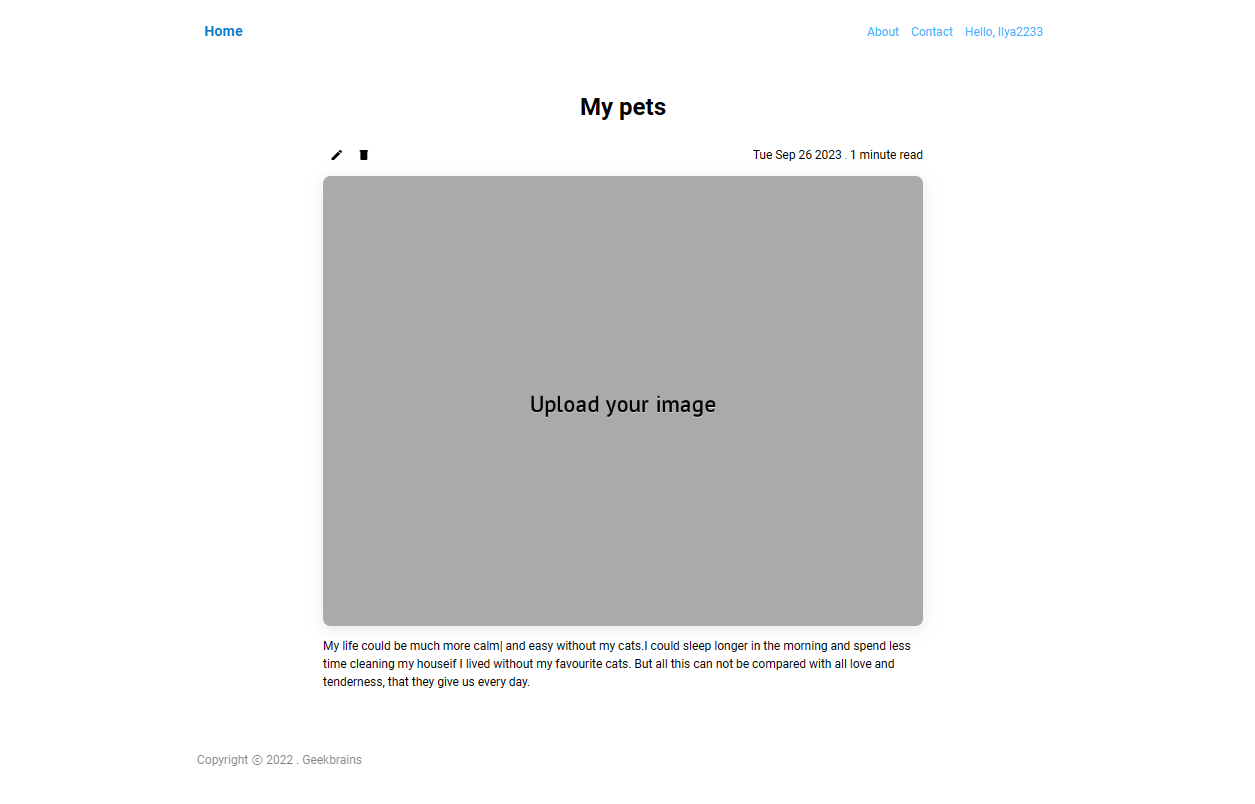 Home About Contact Hello, Ilya2233
My pets
Tue Sep 26 2023 . 1 minute read
Upload your image
My life could be much more calm| and easy without my cats.I could sleep longer in the morning and spend less
time cleaning my houseif I lived without my favourite cats. But all this can not be compared with all love and
tenderness, that they give us every day.
Copyright © 2022 . Geekbrains